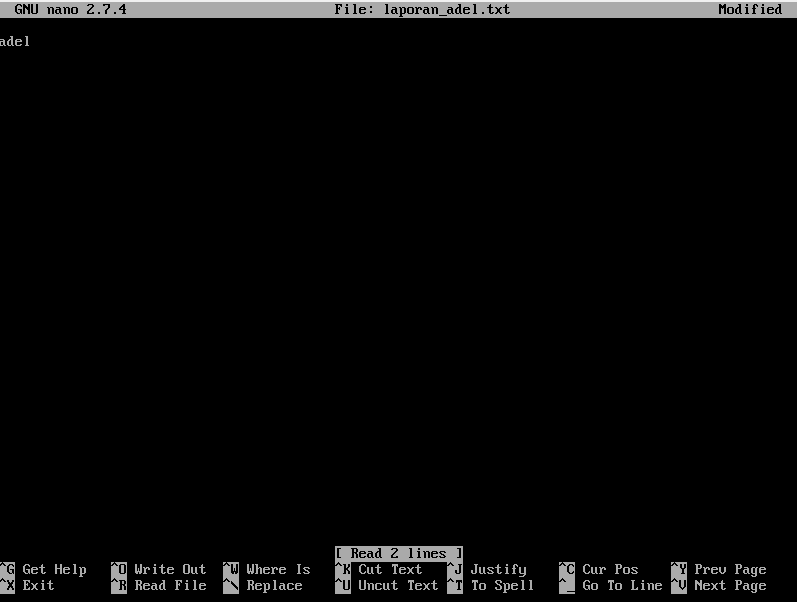 GNU nano 2.7.4 File: laporan_adel.txt Modified
adel
[ Read 2 lines ]
^G Get Help ^O Write Out ^W Where Is ^K Cut Text ^J Justify ^C Cur Pos ^Y Prev Page
^X Exit ^R Read File ^\ Replace ^U Uncut Text ^T To Spell ^_ Go To Line ^V Next Page